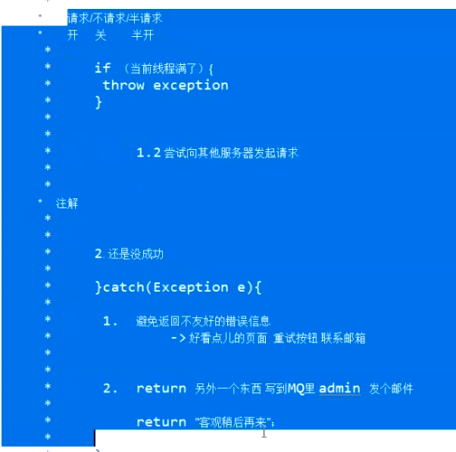 * 请求/不请求/半请求
* 开 关 半开
*
* if （当前线程满了）{
* throw exception
* }
*
*
* 1.2 尝试向其他服务器发起请求
*
*
* 注解
*
*
* 2. 还是没成功
*
* }catch(Exception e){
*
* 1. 避免返回不友好的错误信息
* -> 好看点儿的页面 重试按钮 联系邮箱
*
*
* 2. return 另外一个东西 写到MQ里 admin 发个邮件
*
* return "客观稍后再来";
*